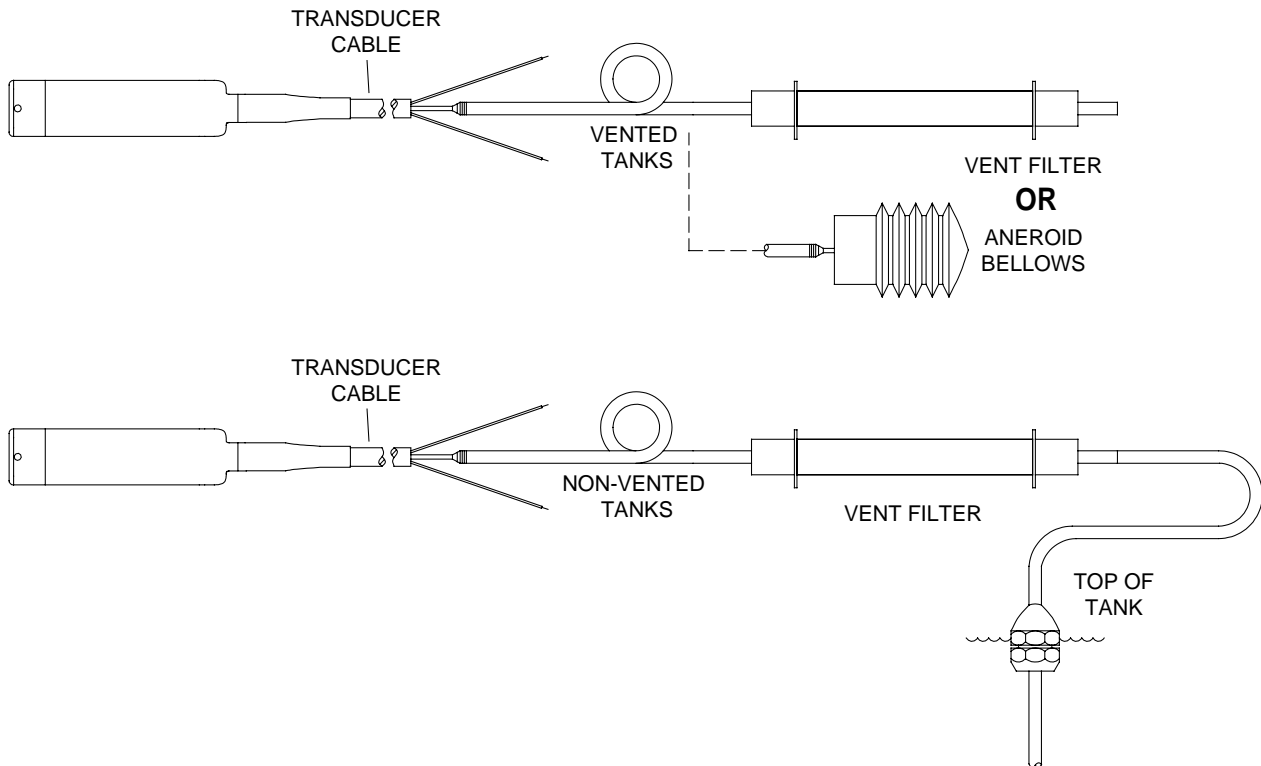 TRANSDUCER
CABLE
VENTED
TANKS
VENT FILTER
OR
ANEROID
BELLOWS
TRANSDUCER
CABLE
NON-VENTED
TANKS
VENT FILTER
TOP OF
TANK